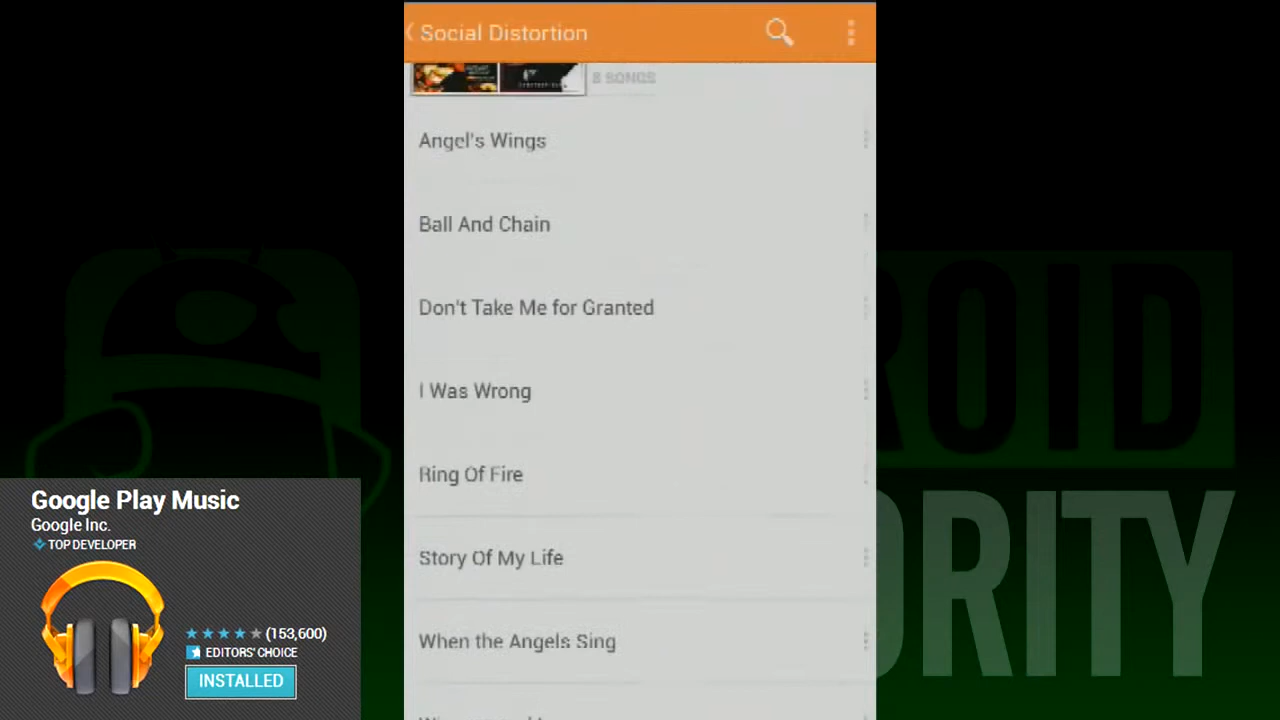 Social Distortion
8 SONGS
Angel's Wings
Ball And Chain
Don't Take Me for Granted
I Was Wrong
Ring Of Fire
Story Of My Life
When the Angels Sing
Google Play Music
Google Inc.
TOP DEVELOPER
(153,600)
EDITORS' CHOICE
INSTALLED
ROID
ORITY